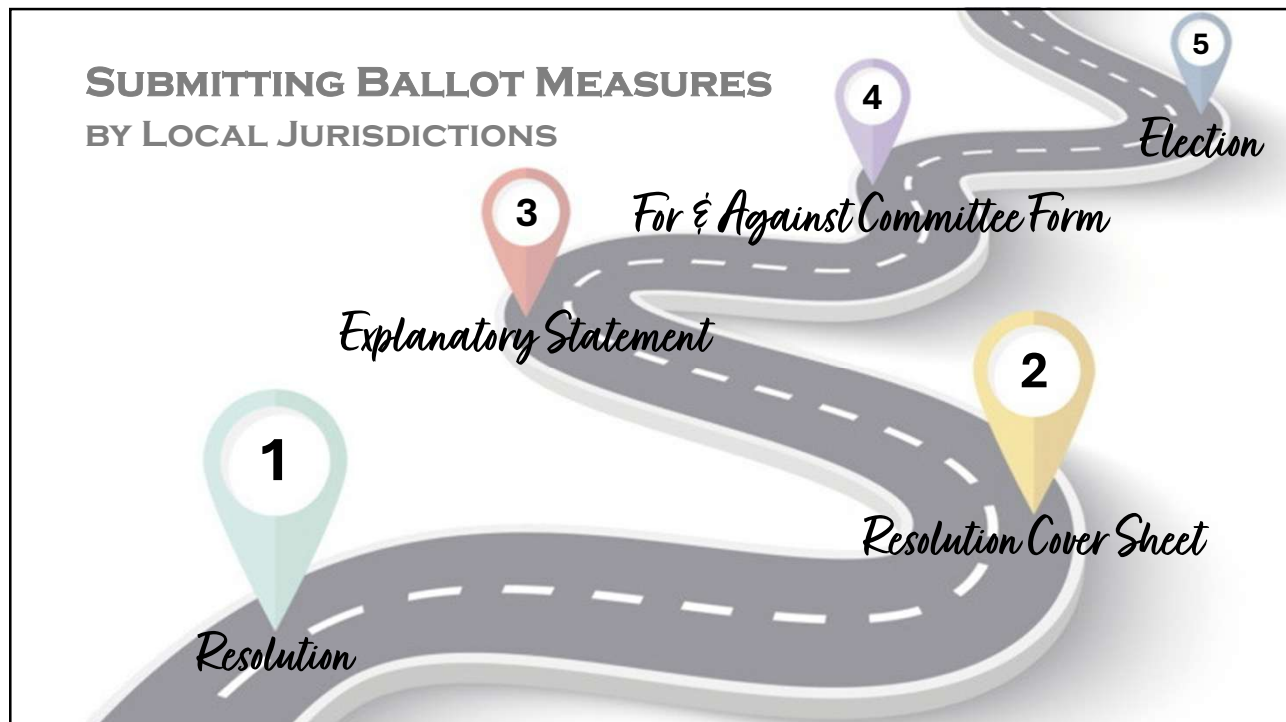 SUBMITTING BALLOT MEASURES
BY LOCAL JURISDICTIONS
1
Resolution
2
Resolution Cover Sheet
3
Explanatory Statement
4
For & Against Committee Form
5
Election